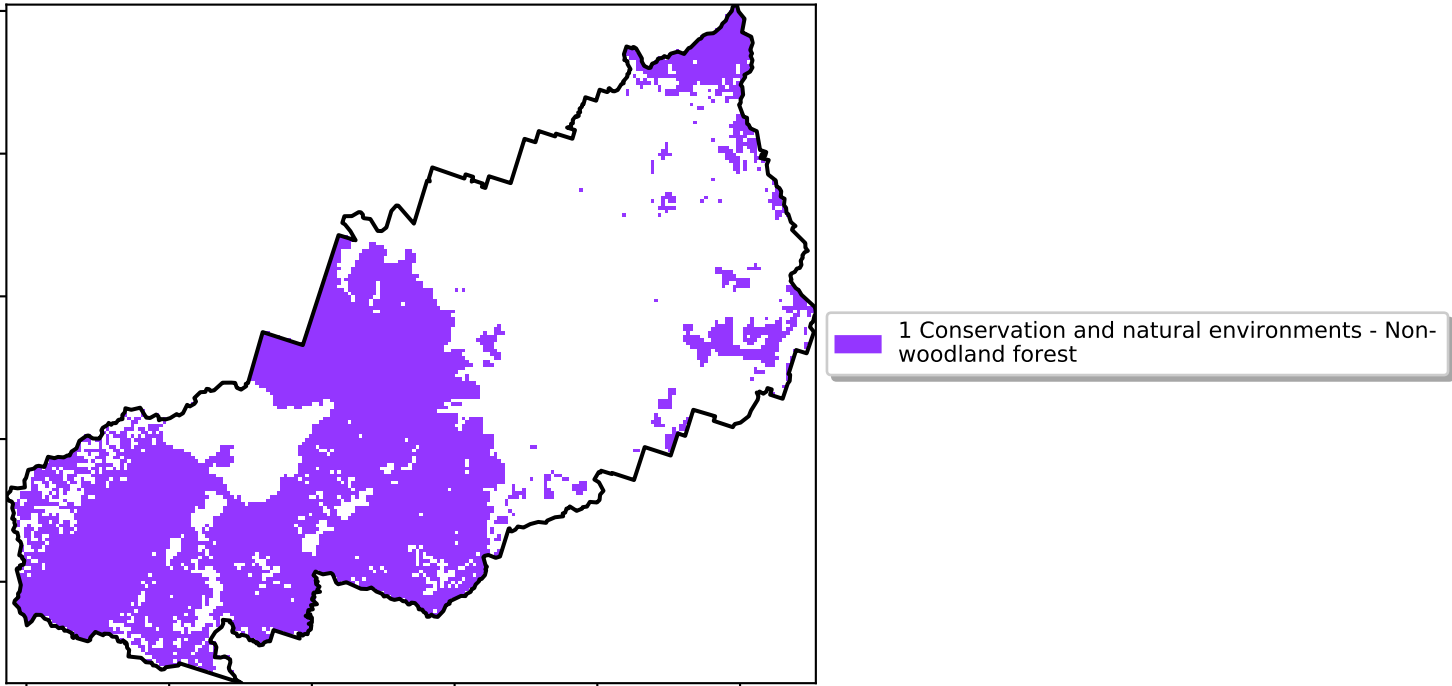 1 Conservation and natural environments - Non-
woodland forest